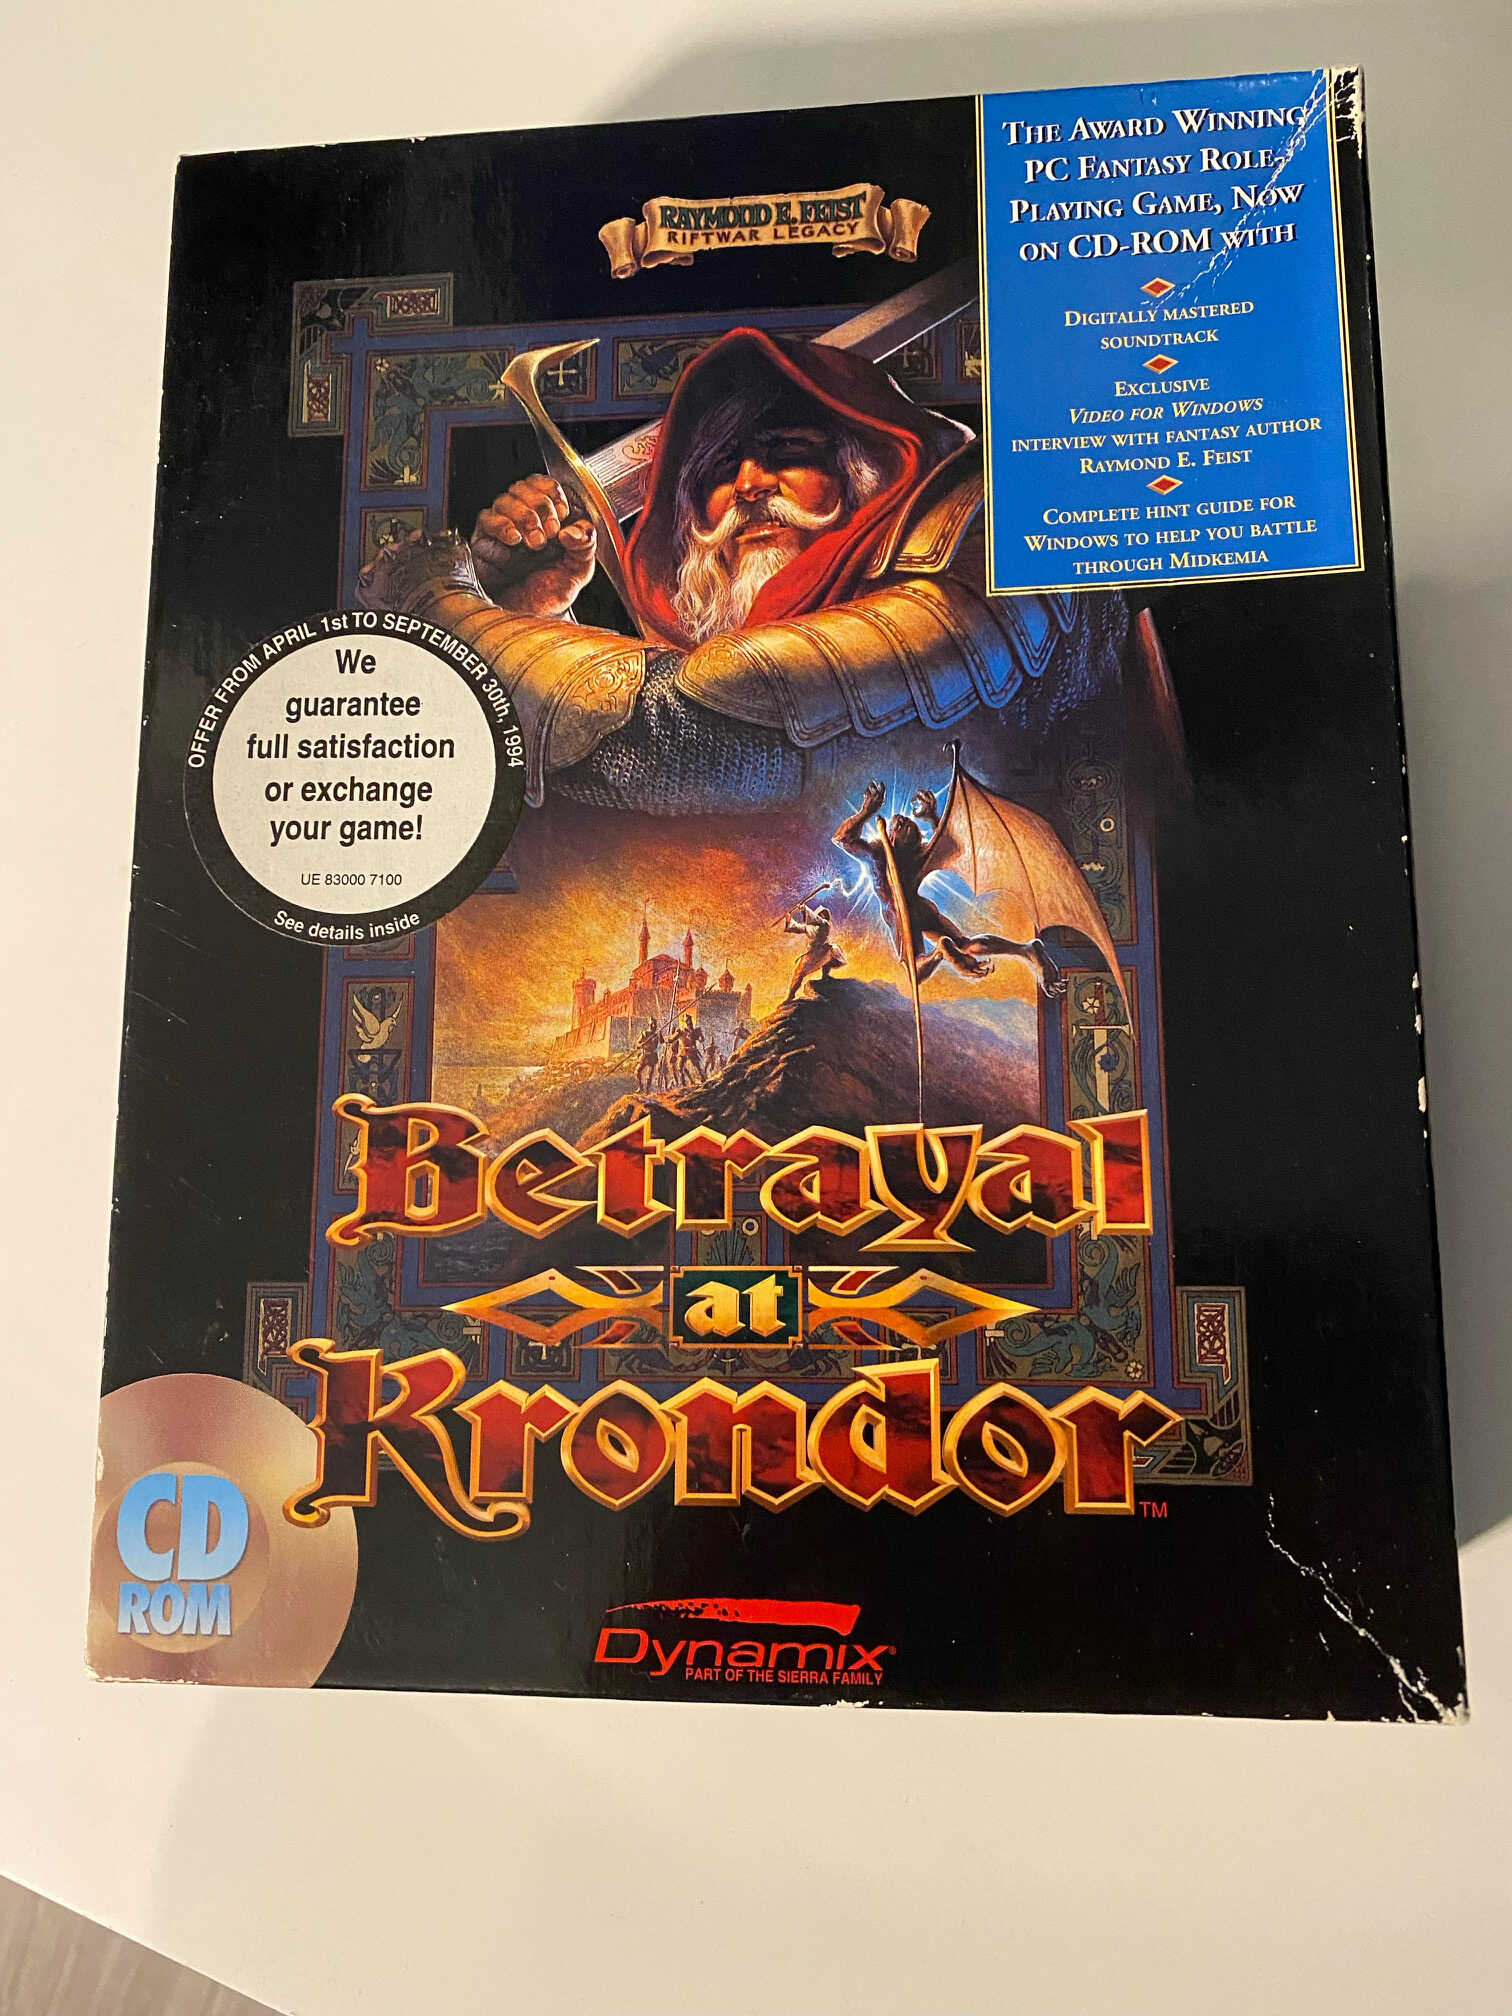 RAYMOND E. FEIST
RIFTWAR LEGACY
THE AWARD WINNING
PC FANTASY ROLE-
PLAYING GAME, NOW
ON CD-ROM WITH
DIGITALLY MASTERED
SOUNDTRACK
EXCLUSIVE
VIDEO FOR WINDOWS
INTERVIEW WITH FANTASY AUTHOR
RAYMOND E. FEIST
COMPLETE HINT GUIDE FOR
WINDOWS TO HELP YOU BATTLE
THROUGH MIDKEMIA
OFFER FROM APRIL 1st TO SEPTEMBER 30th, 1994
We
guarantee
full satisfaction
or exchange
your game!
UE 83000 7100
See details inside
Betrayal
at
Krondor™
CD
ROM
Dynamix®
PART OF THE SIERRA FAMILY